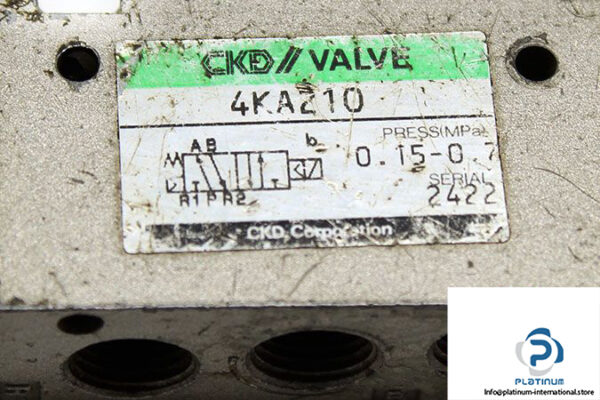 CKD // VALVE
4KA210
PRESS(MPa)
0.15-0.7
SERIAL
2422
A B
b
R1 P R2
CKD Corporation
PLATINUM
Info@platinum-international.store